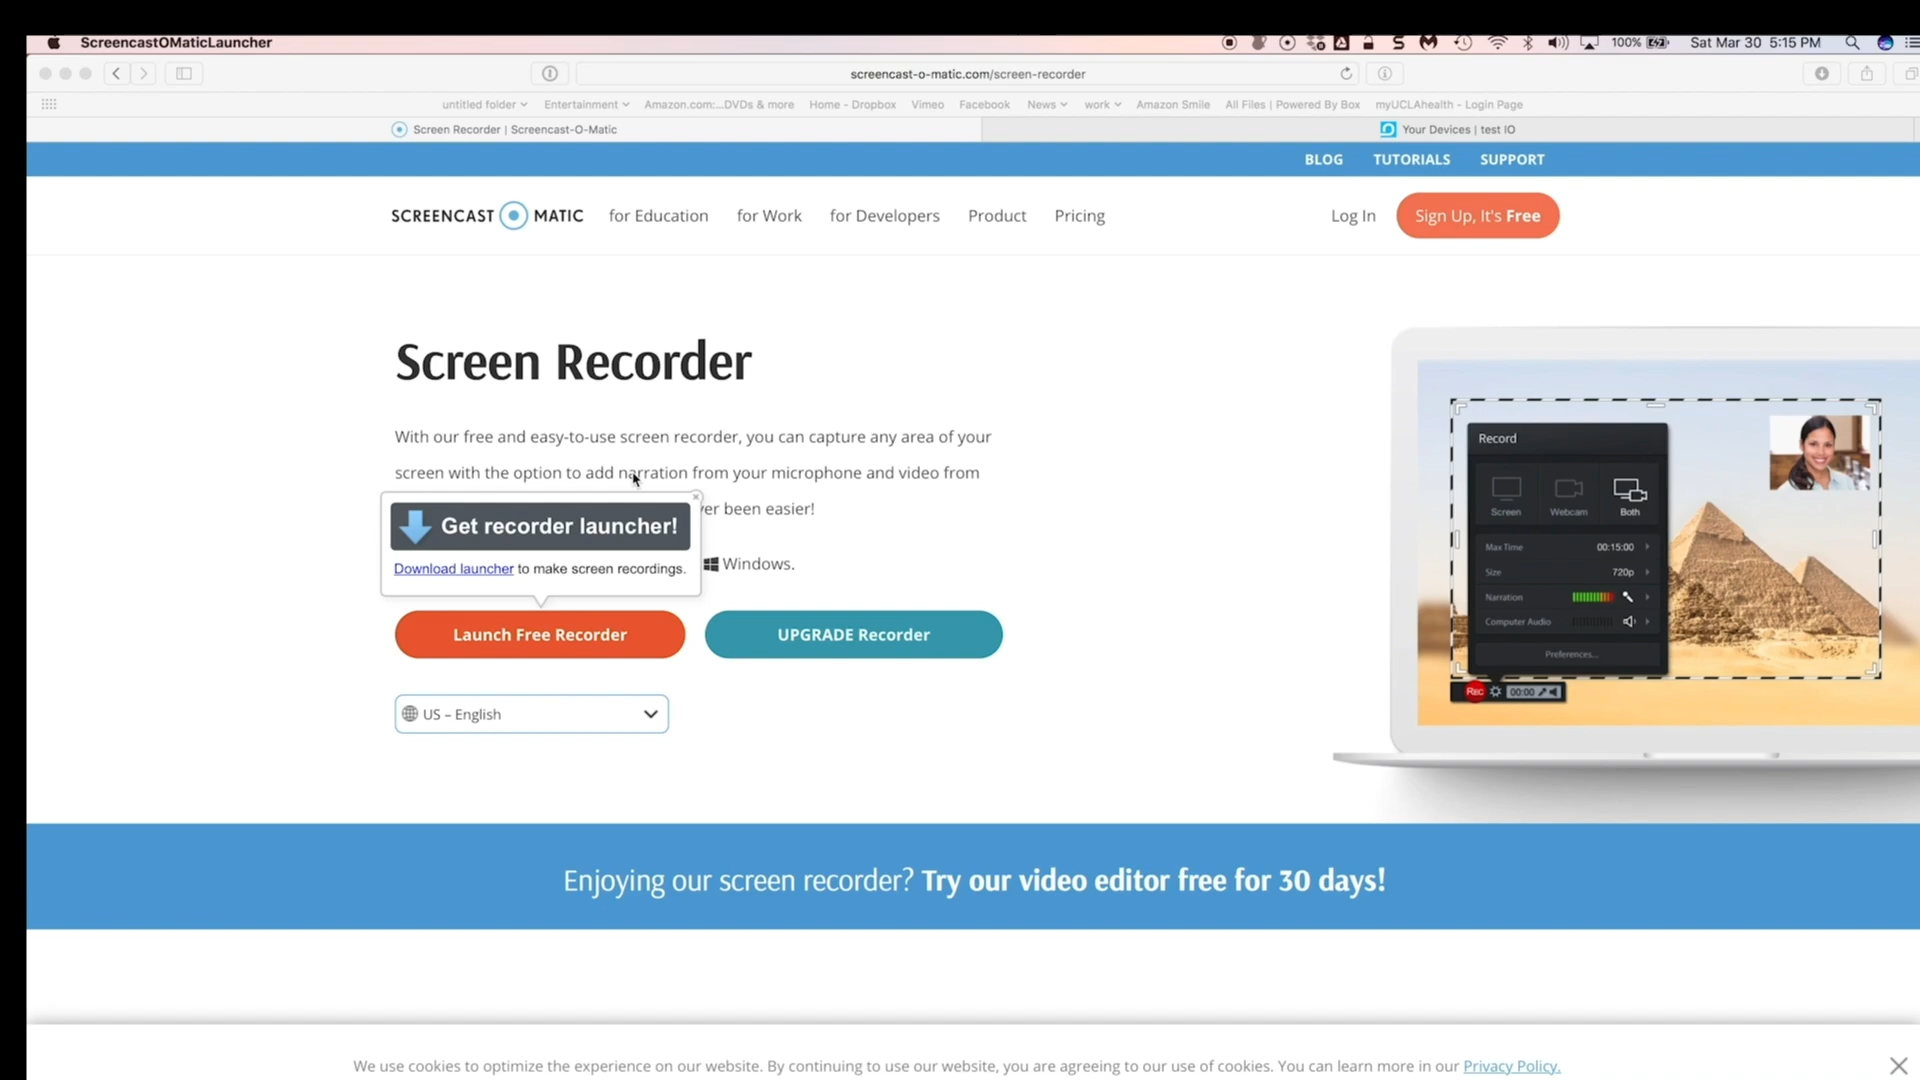 ScreencastOMaticLauncher
100%
Sat Mar 30 5:15 PM
screencast-o-matic.com/screen-recorder
untitled folder
Entertainment
Amazon.com:...DVDs & more
Home - Dropbox
Vimeo
Facebook
News
work
Amazon Smile
All Files | Powered By Box
myUCLAhealth - Login Page
Screen Recorder | Screencast-O-Matic
Your Devices | test IO
BLOG
TUTORIALS
SUPPORT
SCREENCAST MATIC
for Education
for Work
for Developers
Product
Pricing
Log In
Sign Up, It's Free
Screen Recorder
With our free and easy-to-use screen recorder, you can capture any area of your
screen with the option to add narration from your microphone and video from
been easier!
Get recorder launcher!
Download launcher to make screen recordings.
Windows.
Launch Free Recorder
UPGRADE Recorder
US – English
Record
Screen
Webcam
Both
Max Time 00:15:00
Size 720p
Narration
Computer Audio
Preferences...
Rec
00:00
Enjoying our screen recorder? Try our video editor free for 30 days!
We use cookies to optimize the experience on our website. By continuing to use our website, you are agreeing to our use of cookies. You can learn more in our Privacy Policy.